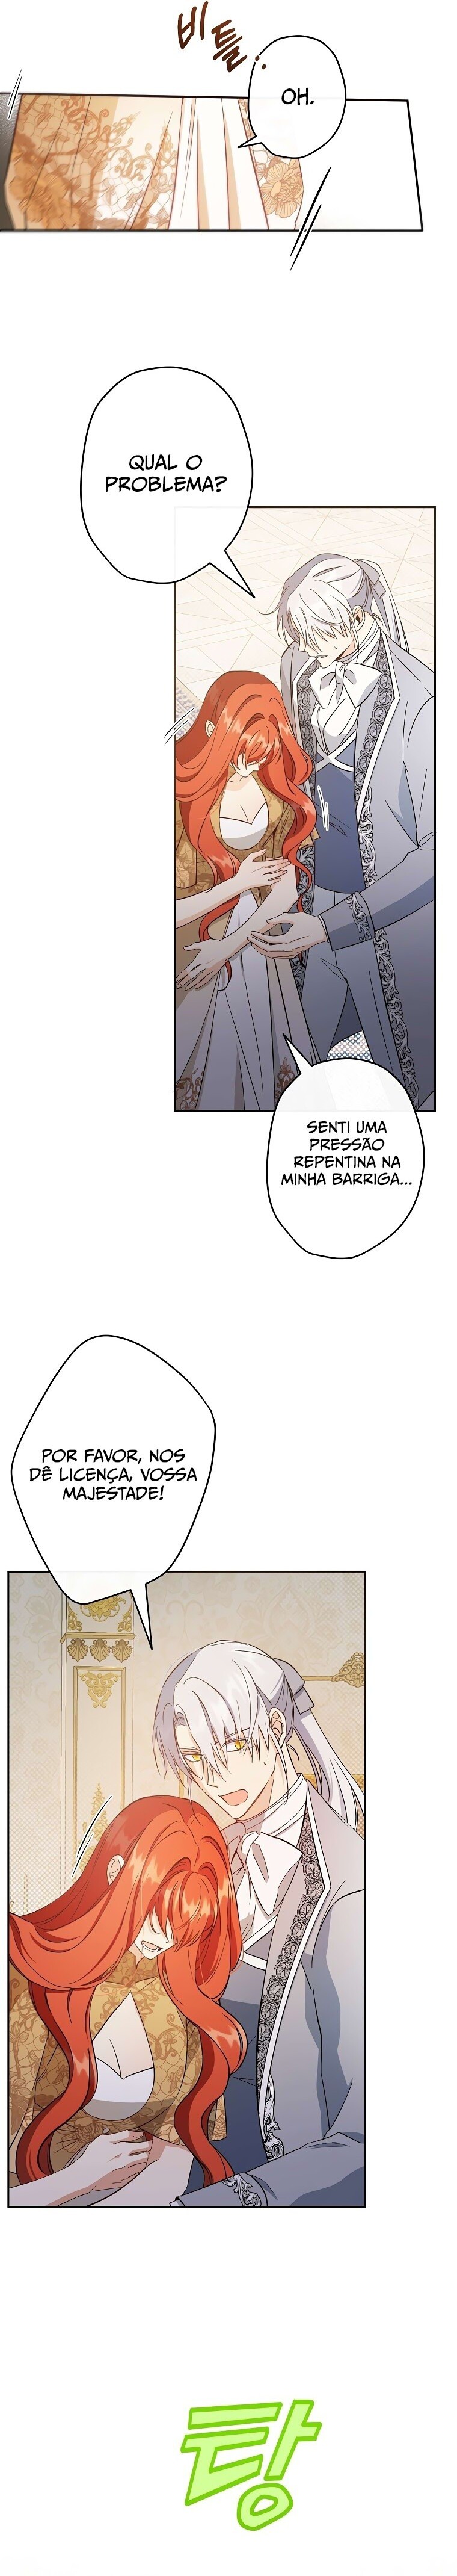 비틀..
OH.
QUAL O
PROBLEMA?
SENTI UMA
PRESSÃO
REPENTINA NA
MINHA BARRIGA...
POR FAVOR, NOS
DÊ LICENÇA, VOSSA
MAJESTADE!
탕